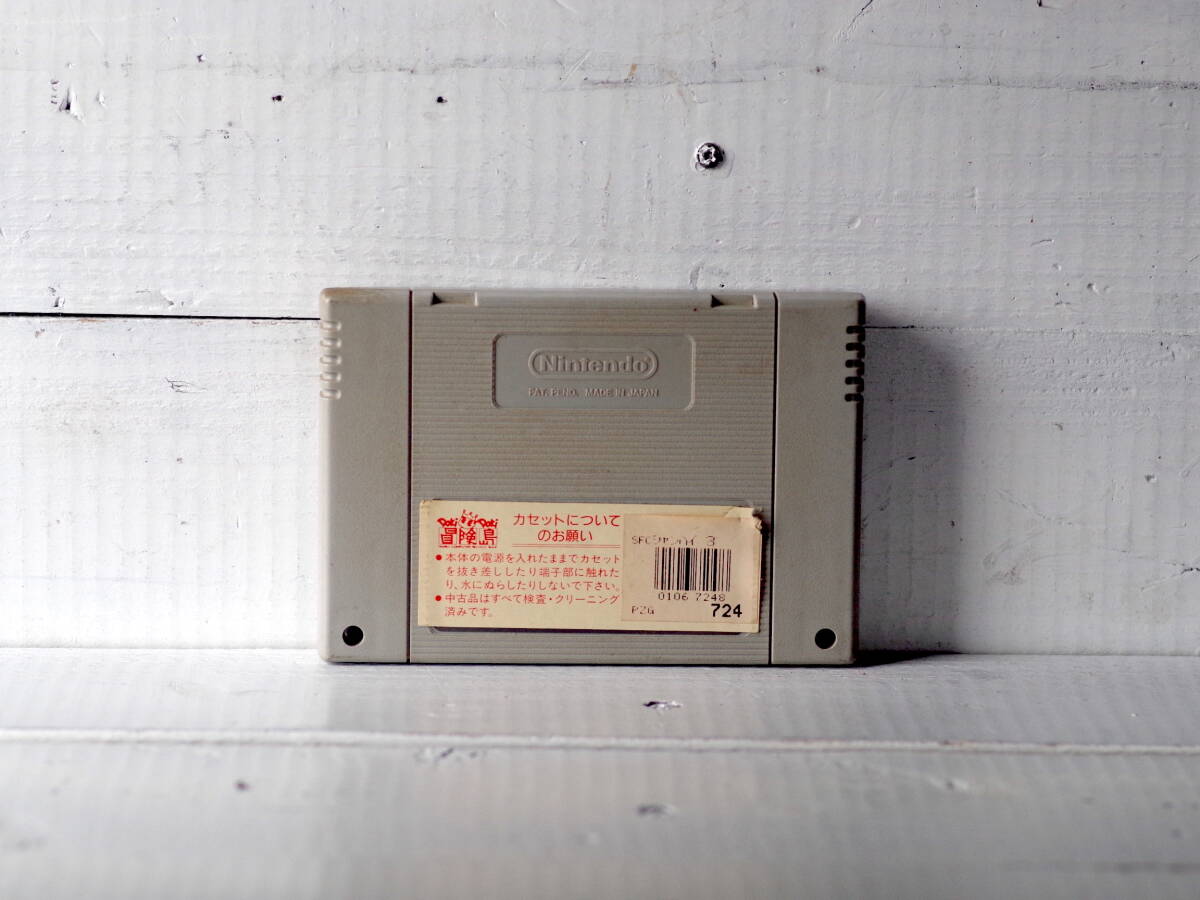 Nintendo
PAT. PEND. MADE IN JAPAN
冒険島
カセットについて
のお願い
●本体の電源を入れたままでカセット
を抜き差ししたり端子部に触れた
り、水にぬらしたりしないで下さい。
●中古品はすべて検査・クリーニング
済みです。
3
0106 7248
PZG 724